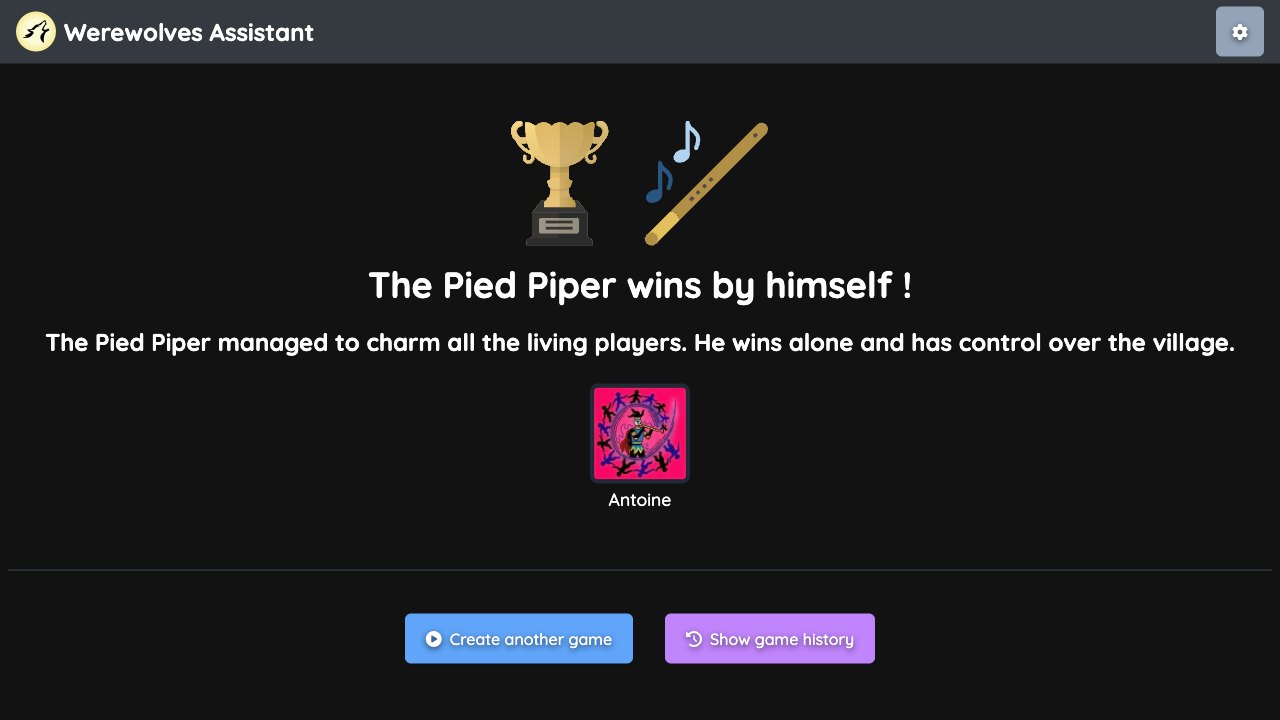 Werewolves Assistant
The Pied Piper wins by himself !
The Pied Piper managed to charm all the living players. He wins alone and has control over the village.
Antoine
Create another game
Show game history